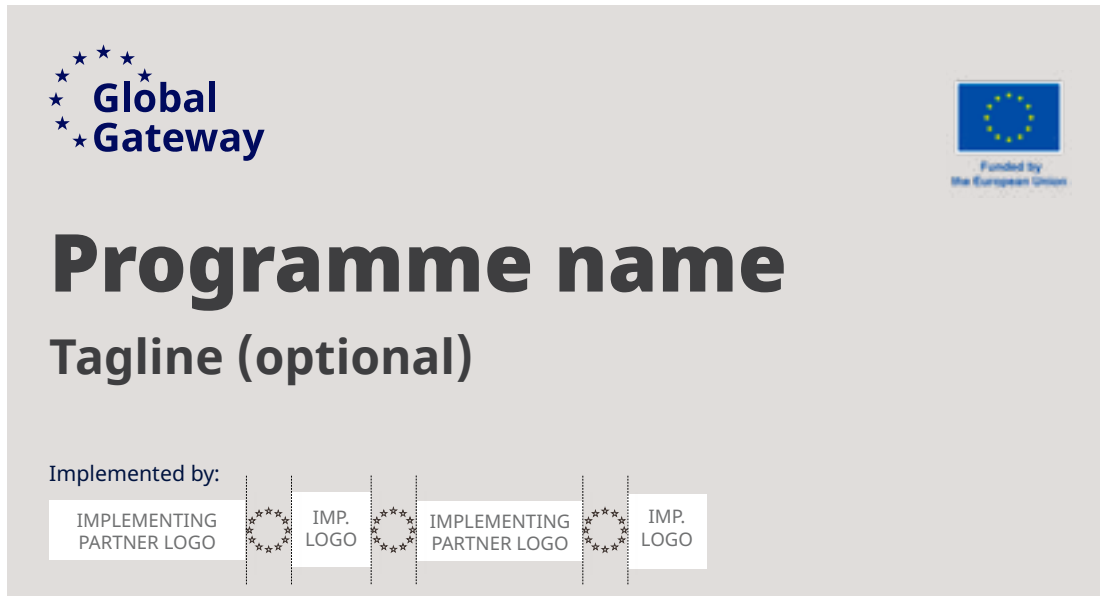 Global
Gateway
Funded by
the European Union
Programme name
Tagline (optional)
Implemented by:
IMPLEMENTING
PARTNER LOGO
IMP.
LOGO
IMPLEMENTING
PARTNER LOGO
IMP.
LOGO